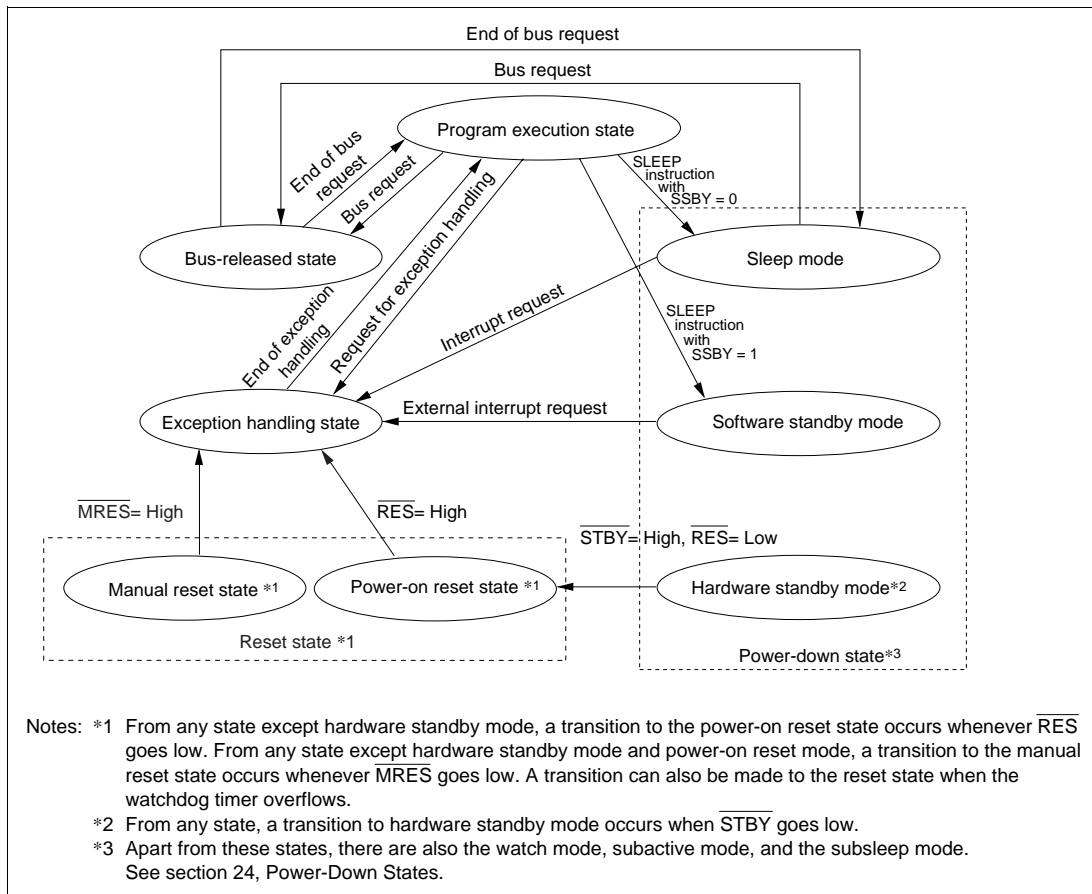 End of bus request
Bus request
Program execution state
End of bus
request
Bus request
SLEEP
instruction
with
SSBY = 0
Bus-released state
Sleep mode
End of exception
handling
Request for exception handling
Interrupt request
SLEEP
instruction
with
SSBY = 1
Exception handling state
External interrupt request
Software standby mode
MRES= High
RES= High
STBY= High, RES= Low
Manual reset state *1
Power-on reset state *1
Hardware standby mode*2
Reset state *1
Power-down state*3
Notes: *1 From any state except hardware standby mode, a transition to the power-on reset state occurs whenever RES
goes low. From any state except hardware standby mode and power-on reset mode, a transition to the manual
reset state occurs whenever MRES goes low. A transition can also be made to the reset state when the
watchdog timer overflows.
*2 From any state, a transition to hardware standby mode occurs when STBY goes low.
*3 Apart from these states, there are also the watch mode, subactive mode, and the subsleep mode.
See section 24, Power-Down States.